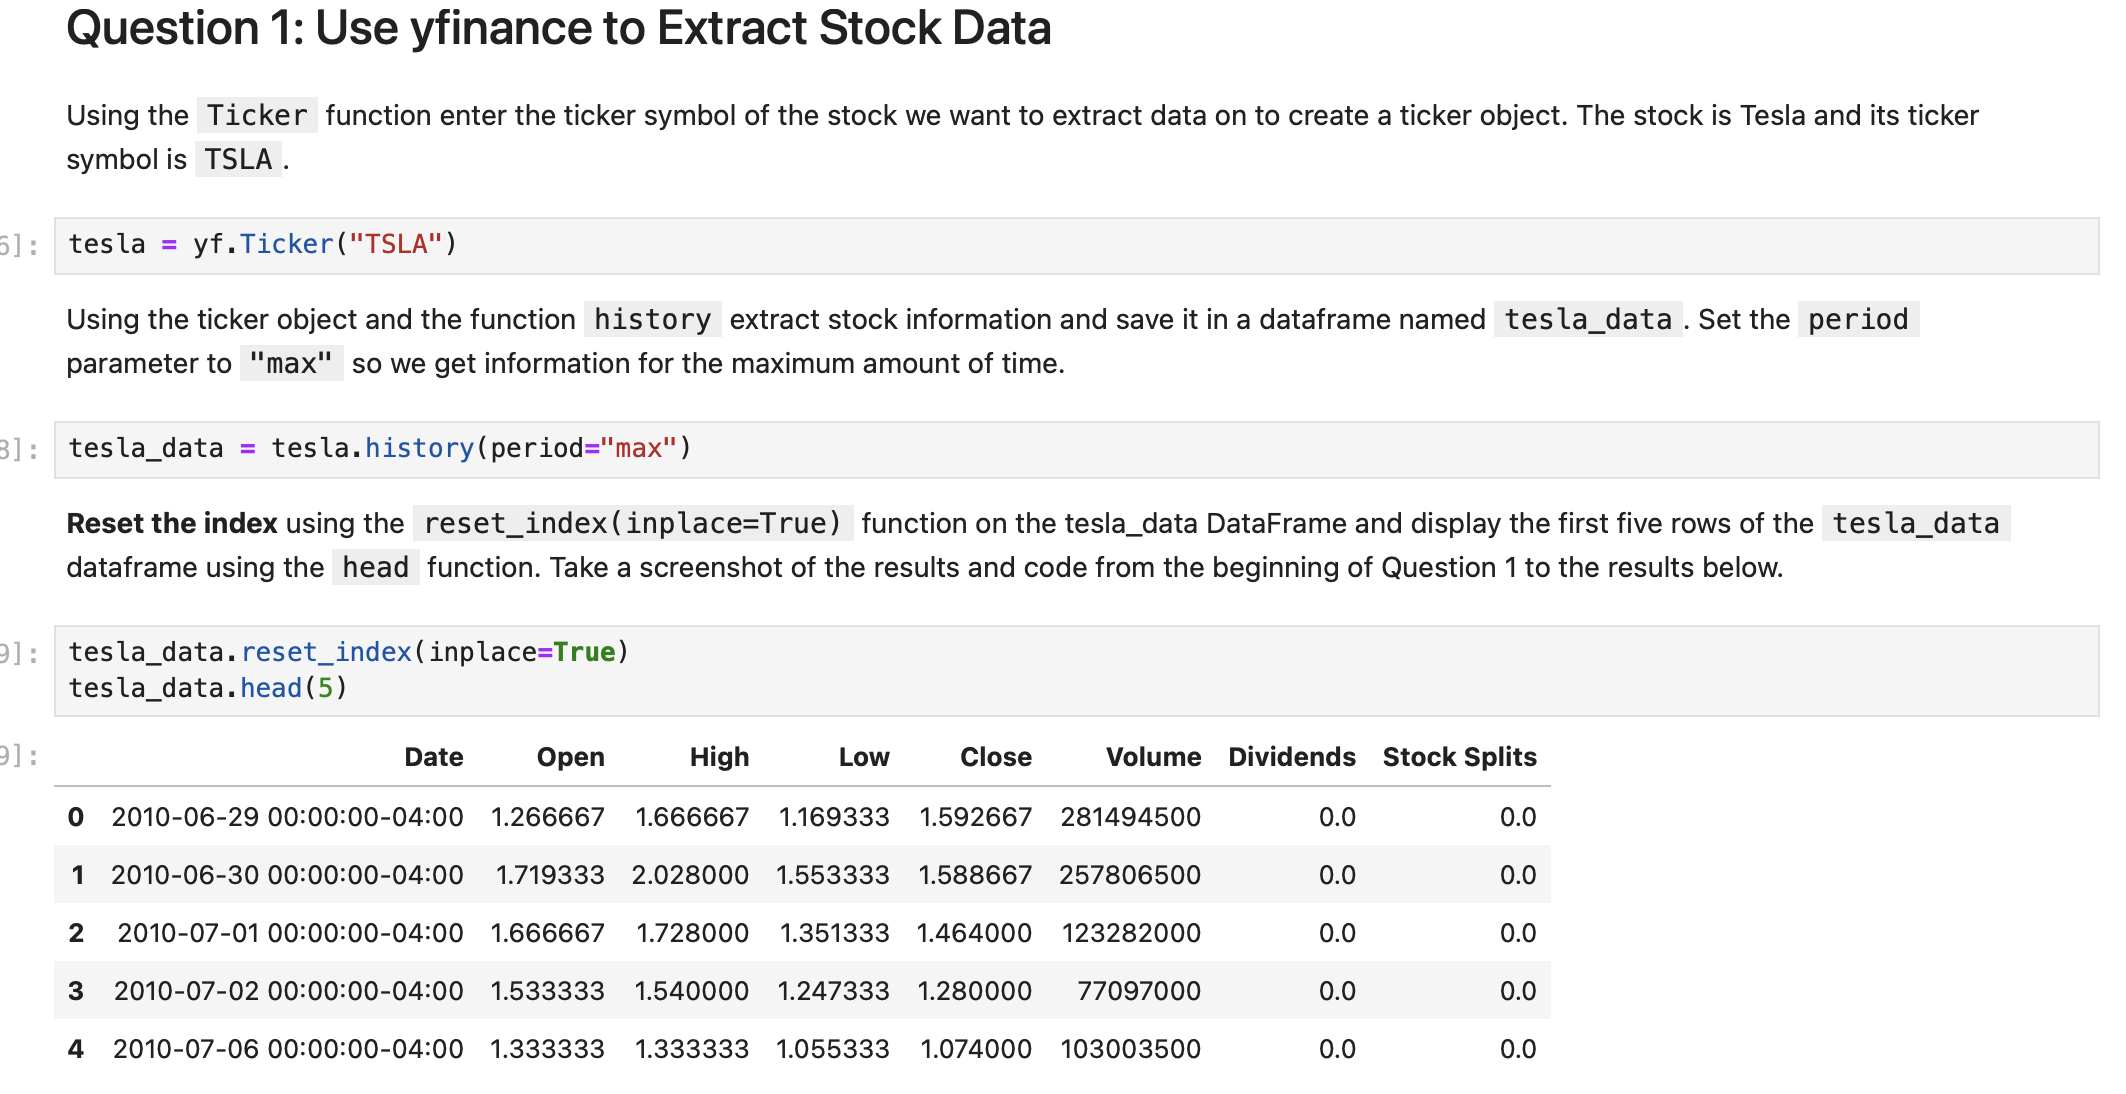 Question 1: Use yfinance to Extract Stock Data
Using the Ticker function enter the ticker symbol of the stock we want to extract data on to create a ticker object. The stock is Tesla and its ticker
symbol is TSLA .
6]: tesla = yf.Ticker("TSLA")
Using the ticker object and the function history extract stock information and save it in a dataframe named tesla_data . Set the period
parameter to "max" so we get information for the maximum amount of time.
8]: tesla_data = tesla.history(period="max")
Reset the index using the reset_index(inplace=True) function on the tesla_data DataFrame and display the first five rows of the tesla_data
dataframe using the head function. Take a screenshot of the results and code from the beginning of Question 1 to the results below.
9]: tesla_data.reset_index(inplace=True)
tesla_data.head(5)
9]: Date Open High Low Close Volume Dividends Stock Splits
0 2010-06-29 00:00:00-04:00 1.266667 1.666667 1.169333 1.592667 281494500 0.0 0.0
1 2010-06-30 00:00:00-04:00 1.719333 2.028000 1.553333 1.588667 257806500 0.0 0.0
2 2010-07-01 00:00:00-04:00 1.666667 1.728000 1.351333 1.464000 123282000 0.0 0.0
3 2010-07-02 00:00:00-04:00 1.533333 1.540000 1.247333 1.280000 77097000 0.0 0.0
4 2010-07-06 00:00:00-04:00 1.333333 1.333333 1.055333 1.074000 103003500 0.0 0.0